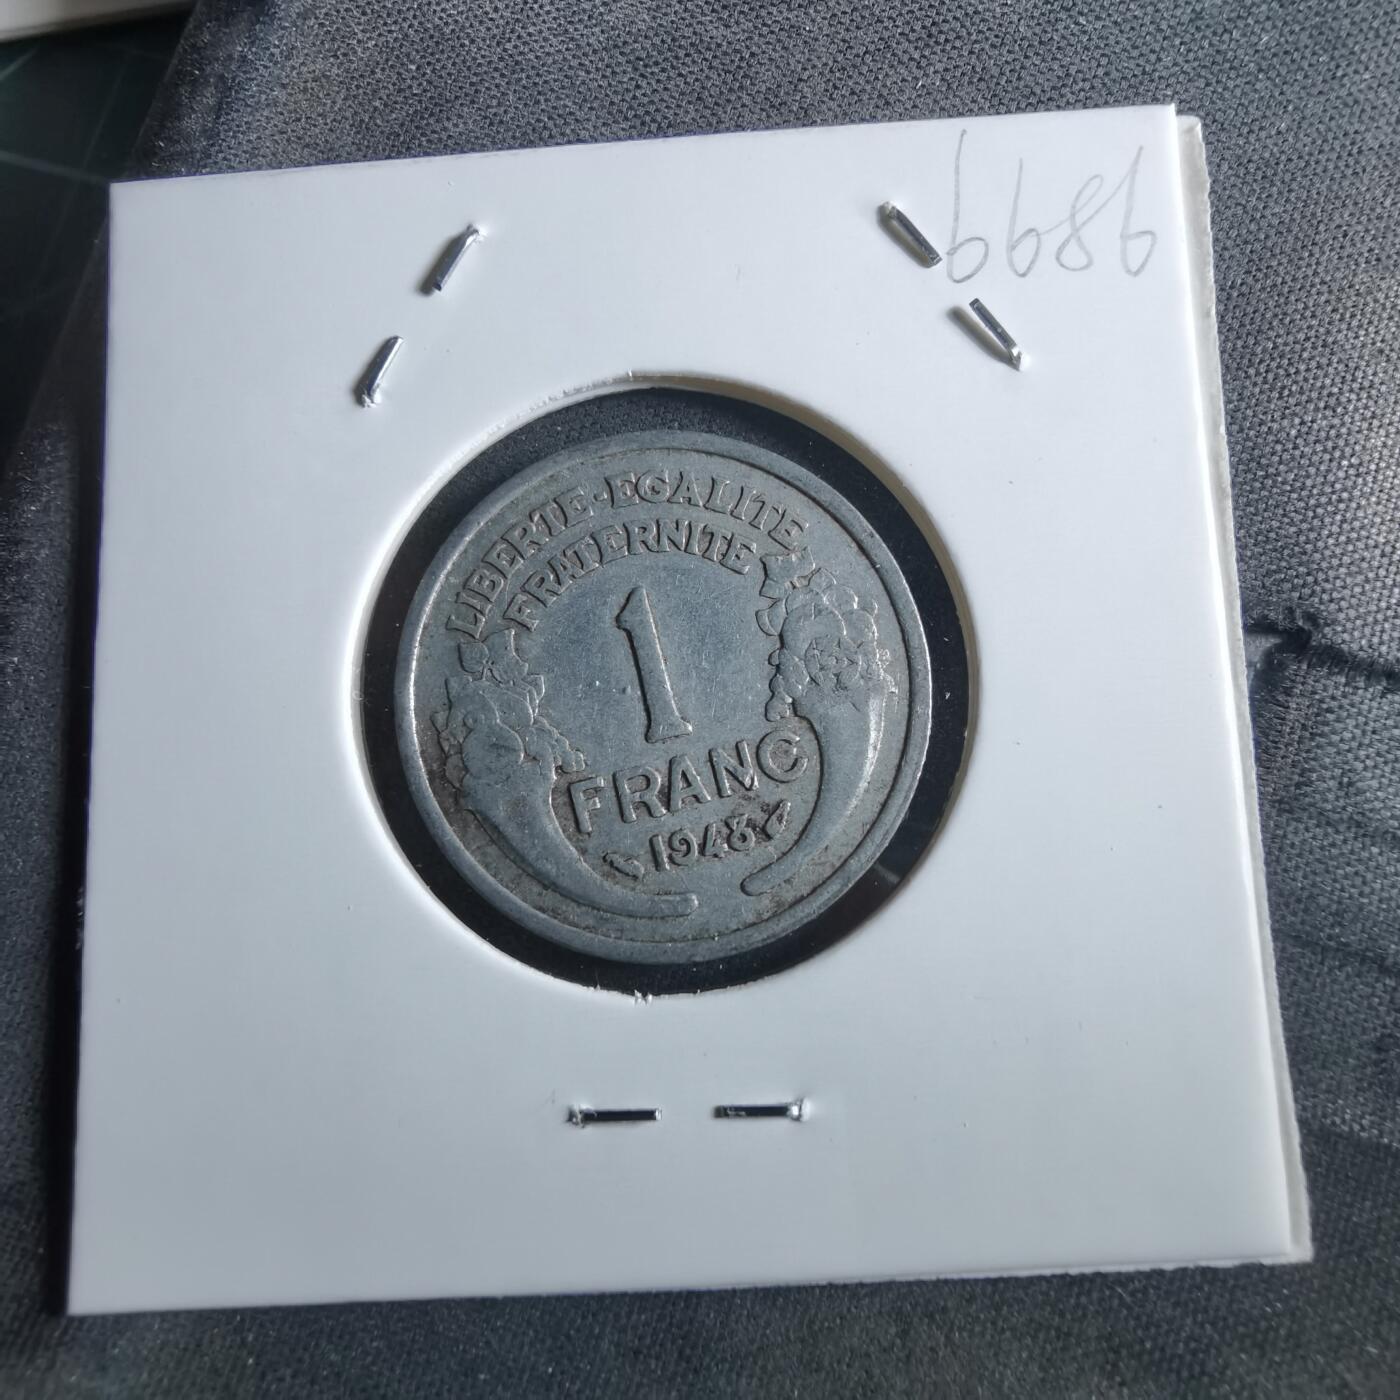 6686
LIBERTE·EGALITE
FRATERNITE
1
FRANC
1948